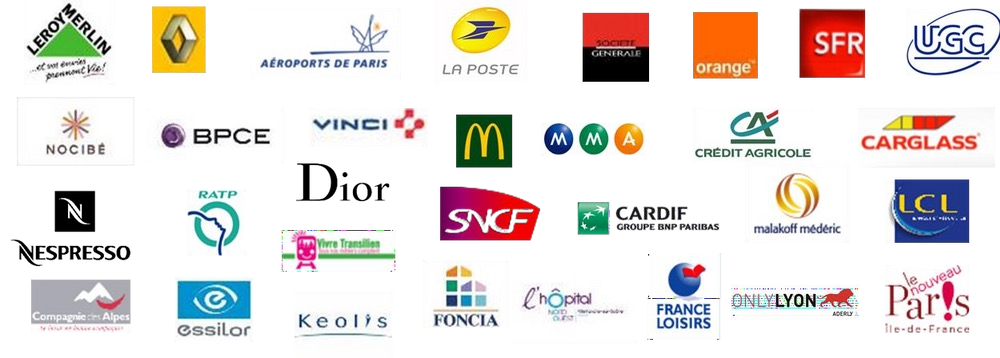 LEROY MERLIN
...et vos envies
prennent Vie!
AÉROPORTS DE PARIS
LA POSTE
SOCIETE
GENERALE
orange™
SFR
UGC
NOCIBÉ
BPCE
VINCI
M
M
M
A
CRÉDIT AGRICOLE
CARGLASS®
N
NESPRESSO
RATP
Dior
Vivre Transilien
SNCF
CARDIF
GROUPE BNP PARIBAS
malakoff médéric
LCL
Compagnie des Alpes
essilor
Keolis
FONCIA
l'hôpital
NORD
OUEST
FRANCE
LOISIRS
ONLYLYON
ADERLY
le
nouveau
Par!s
Île-de-France